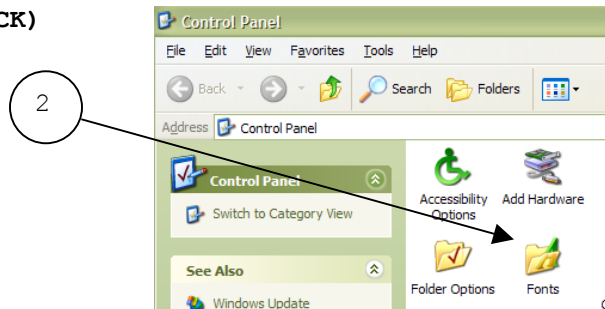 CK)
Control Panel
File Edit View Favorites Tools Help
2
Back Search Folders
Address Control Panel
Control Panel
Switch to Category View
Accessibility Options
Add Hardware
See Also
Windows Update
Folder Options
Fonts